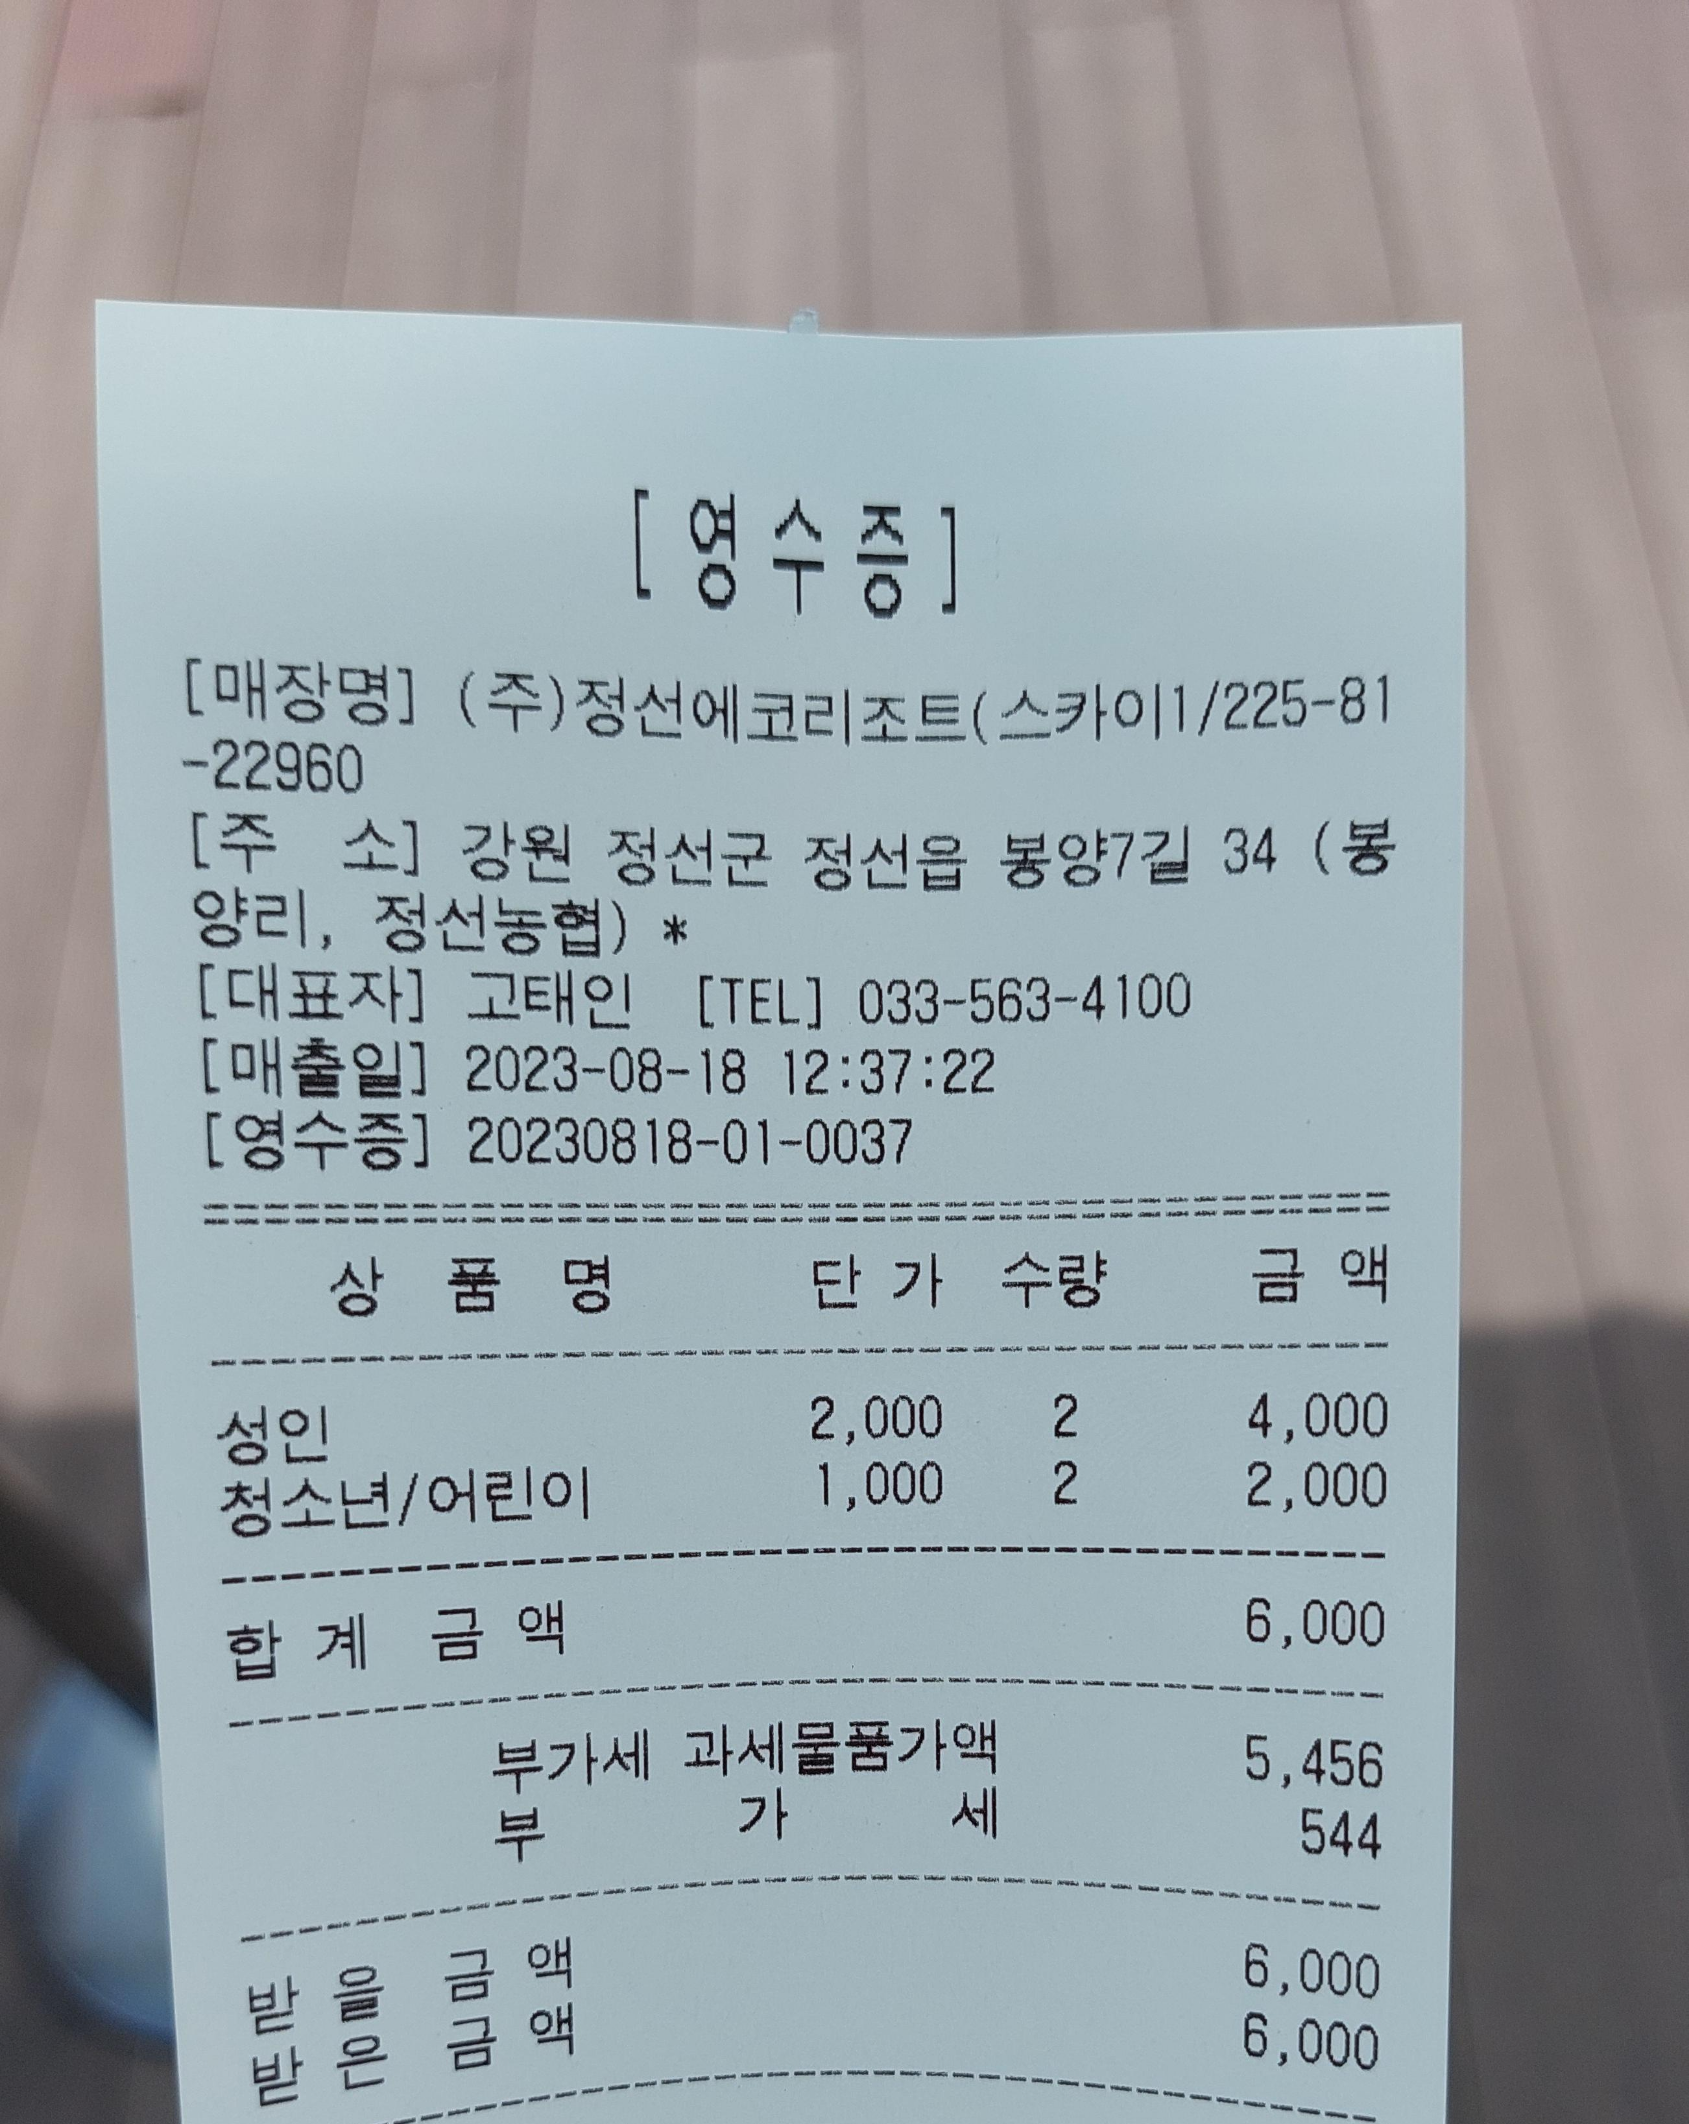 [ 영 수 증 ]
[매장명] (주)정선에코리조트(스카이1/225-81
-22960
[주 소] 강원 정선군 정선읍 봉양7길 34 (봉
양리, 정선농협) *
[대표자] 고태인 [TEL] 033-563-4100
[매출일] 2023-08-18 12:37:22
[영수증] 20230818-01-0037
상 품 명 단 가 수량 금 액
성인 2,000 2 4,000
청소년/어린이 1,000 2 2,000
합 계 금 액 6,000
부가세 과세물품가액 5,456
부 가 세 544
받 을 금 액 6,000
받 은 금 액 6,000